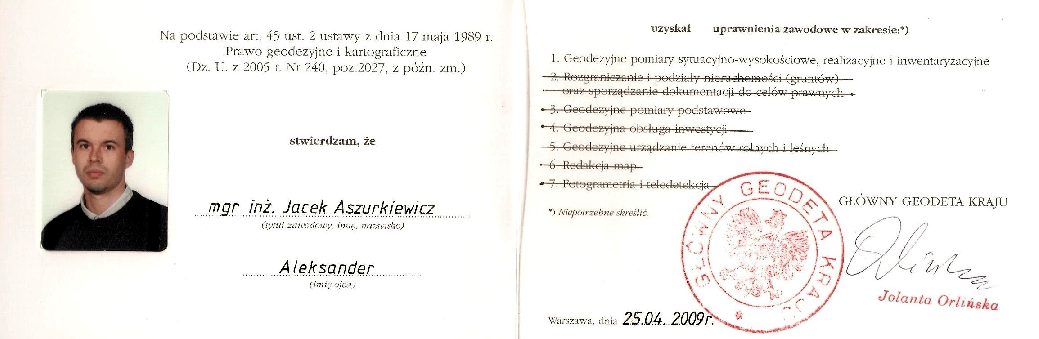 Na podstawie art. 45 ust. 2 ustawy z dnia 17 maja 1989 r.
Prawo geodezyjne i kartograficzne
(Dz. U. z 2005 r. Nr 240, poz.2027, z późn. zm.)
stwierdzam, że
mgr inż. Jacek Aszurkiewicz
(tytuł zawodowy, imię, nazwisko)
Aleksander
(imię ojca)
uzyskał uprawnienia zawodowe w zakresie:*)
1. Geodezyjne pomiary sytuacyjno-wysokościowe, realizacyjne i inwentaryzacyjne
2. Rozgraniczanie i podziały nieruchomości (gruntów)
oraz sporządzanie dokumentacji do celów prawnych
3. Geodezyjne pomiary podstawowe
4. Geodezyjna obsługa inwestycji
5. Geodezyjne urządzanie terenów rolnych i leśnych
6. Redakcja map
7. Fotogrametria i teledetekcja
*) Niepotrzebne skreślić.
GŁÓWNY GEODETA KRAJU
GŁÓWNY GEODETA KRAJU
Jolanta Orlińska
Warszawa, dnia 25.04.2009r.